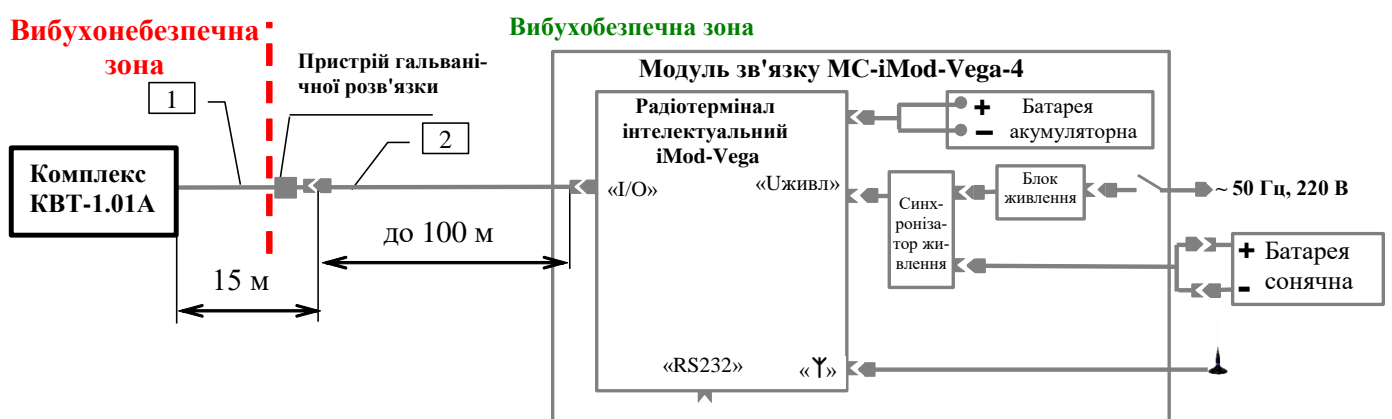 Вибухонебезпечна
зона
Вибухобезпечна зона
Пристрій гальвані-
чної розв'язки
1
2
Комплекс
КВТ-1.01А
15 м
до 100 м
Модуль зв'язку МС-iMod-Vega-4
Радіотермінал
інтелектуальний
iMod-Vega
«I/O»
«Uживл»
«RS232»
« »
+
−
Батарея
акумуляторна
Синх-
роніза-
тор жи-
влення
Блок
живлення
~ 50 Гц, 220 В
+
-
Батарея
сонячна